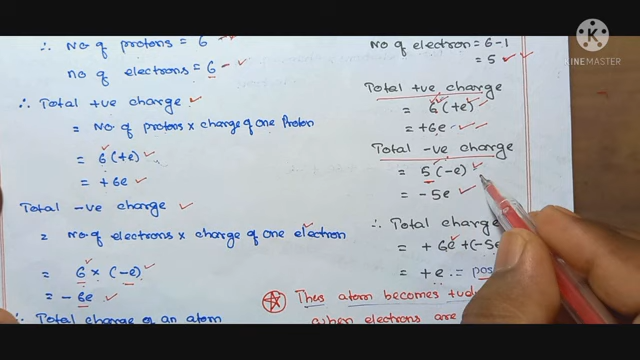 ∴ No of protons = 6
no of electrons = 6
∴ Total +ve charge
= No of protons x charge of one Proton
= 6 (+e)
= +6e
Total -ve charge
= No. of electrons x charge of one electron
= 6 x (-e)
= - 6e
∴ Total charge of an atom
No of electron = 6-1
= 5
Total +ve charge
= 6 (+e)
= +6e
Total -ve charge
= 5 (-e)
= - 5e
∴ Total charge
= + 6e +(-5e
= + e =
Thus atom becomes +vely
when electrons are
KINEMASTER